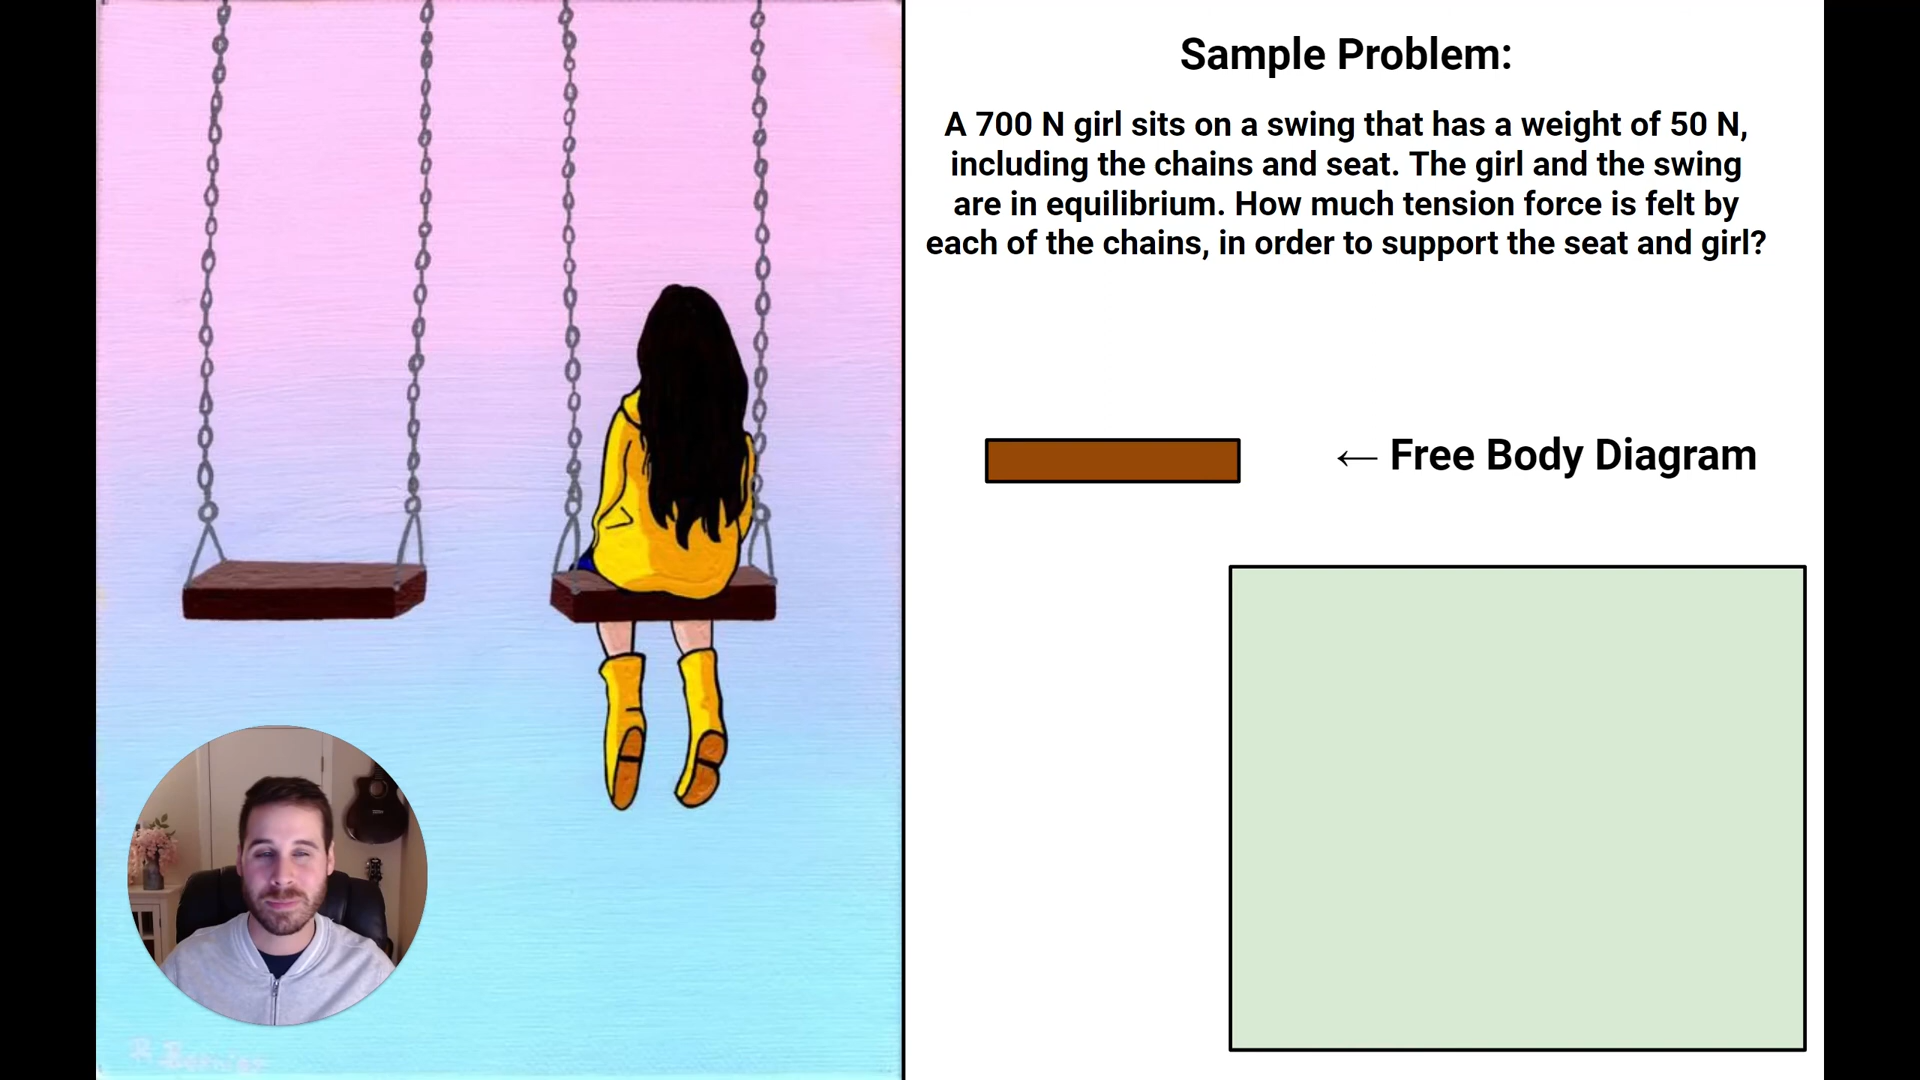 Sample Problem:
A 700 N girl sits on a swing that has a weight of 50 N,
including the chains and seat. The girl and the swing
are in equilibrium. How much tension force is felt by
each of the chains, in order to support the seat and girl?
← Free Body Diagram